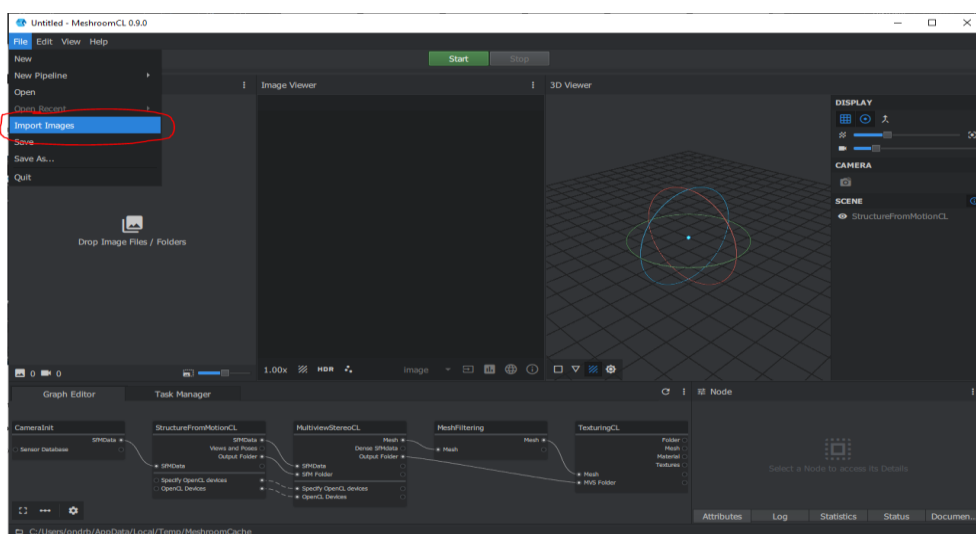 Untitled - MeshroomCL 0.9.0
File Edit View Help
New
New Pipeline
Open
Open Recent
Import Images
Save
Save As...
Quit
Start Stop
Image Viewer
3D Viewer
Drop Image Files / Folders
DISPLAY
CAMERA
SCENE
StructureFromMotionCL
0 0
1.00x HDR image
Graph Editor Task Manager
Node
CameraInit
SfMData
Sensor Database
StructureFromMotionCL
SfMData
Views and Poses
Output Folder
SfMData
Specify OpenCL devices
OpenCL Devices
MultiviewStereoCL
Mesh
Dense SfMdata
Output Folder
SfMData
SfM Folder
Specify OpenCL devices
OpenCL Devices
MeshFiltering
Mesh
Mesh
TexturingCL
Folder
Mesh
Material
Textures
Mesh
MVS Folder
Select a Node to access its Details
Attributes Log Statistics Status Documen...
C:/Users/ondrb/AppData/Local/Temp/MeshroomCache